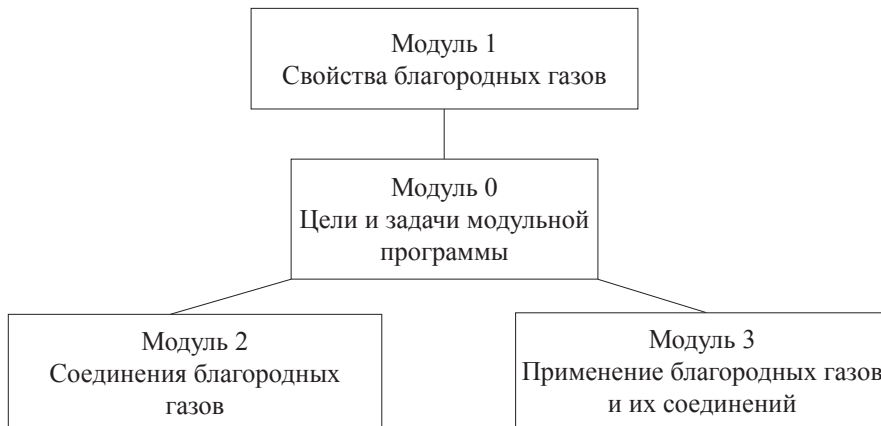 Модуль 1
Свойства благородных газов
Модуль 0
Цели и задачи модульной
программы
Модуль 2
Соединения благородных
газов
Модуль 3
Применение благородных газов
и их соединений